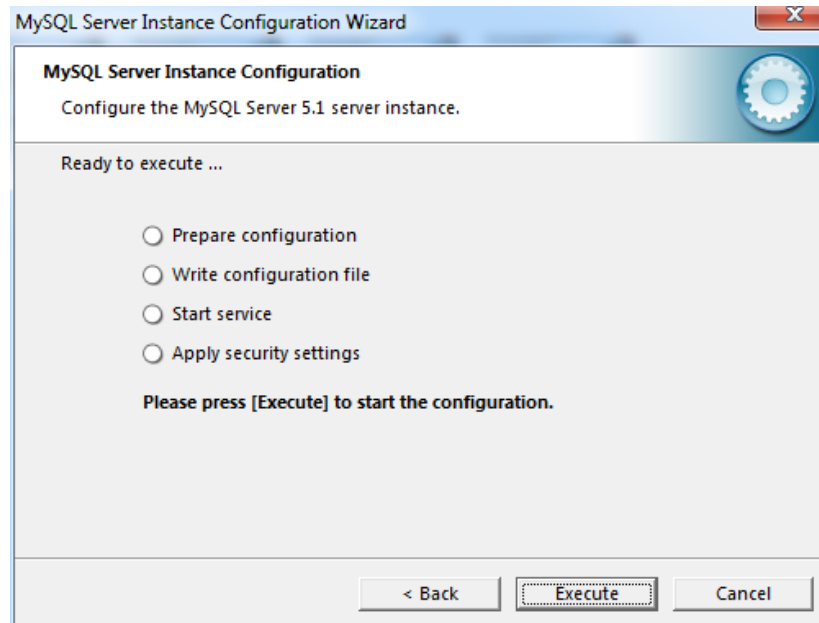 MySQL Server Instance Configuration Wizard
MySQL Server Instance Configuration
Configure the MySQL Server 5.1 server instance.
Ready to execute ...
Prepare configuration
Write configuration file
Start service
Apply security settings
Please press [Execute] to start the configuration.
< Back Execute Cancel